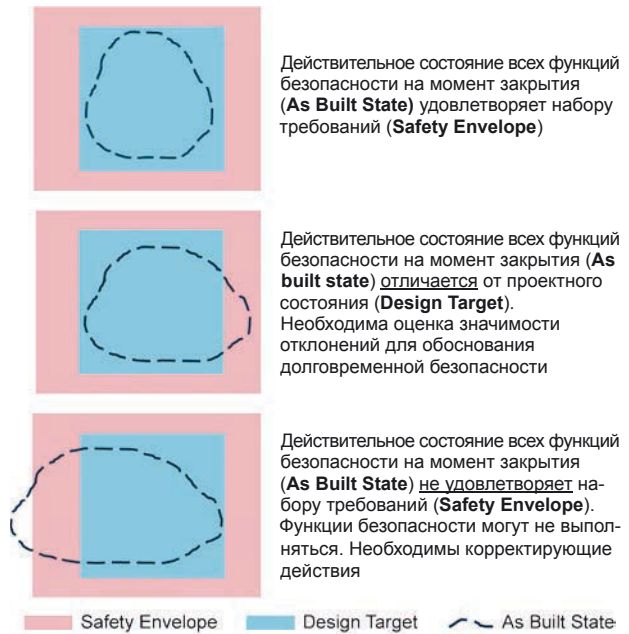 Действительное состояние всех функций
безопасности на момент закрытия
(As Built State) удовлетворяет набору
требований (Safety Envelope)
Действительное состояние всех функций
безопасности на момент закрытия (As
built state) отличается от проектного
состояния (Design Target).
Необходима оценка значимости
отклонений для обоснования
долговременной безопасности
Действительное состояние всех функций
безопасности на момент закрытия
(As Built State) не удовлетворяет на-
бору требований (Safety Envelope).
Функции безопасности могут не выпол-
няться. Необходимы корректирующие
действия
Safety Envelope Design Target As Built State